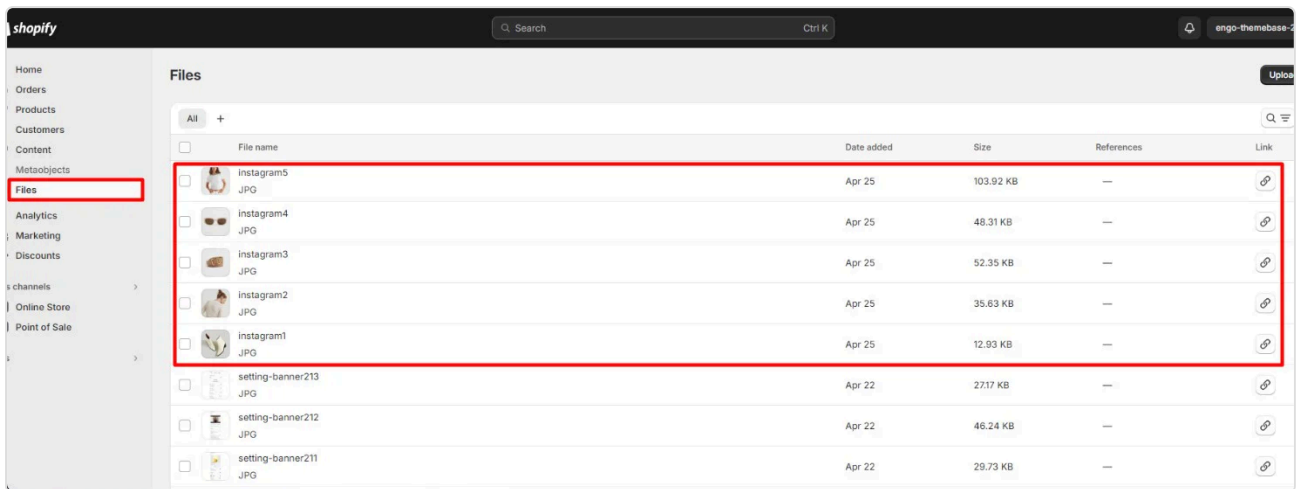 shopify
Search
Ctrl K
engo-themebase-2
Home
Orders
Products
Customers
Content
Metaobjects
Files
Analytics
Marketing
Discounts
s channels
Online Store
Point of Sale
s
Files
Uploa
All +
File name Date added Size References Link
instagram5
JPG
Apr 25 103.92 KB —
instagram4
JPG
Apr 25 48.31 KB —
instagram3
JPG
Apr 25 52.35 KB —
instagram2
JPG
Apr 25 35.63 KB —
instagram1
JPG
Apr 25 12.93 KB —
setting-banner213
JPG
Apr 22 27.17 KB —
setting-banner212
JPG
Apr 22 46.24 KB —
setting-banner211
JPG
Apr 22 29.73 KB —